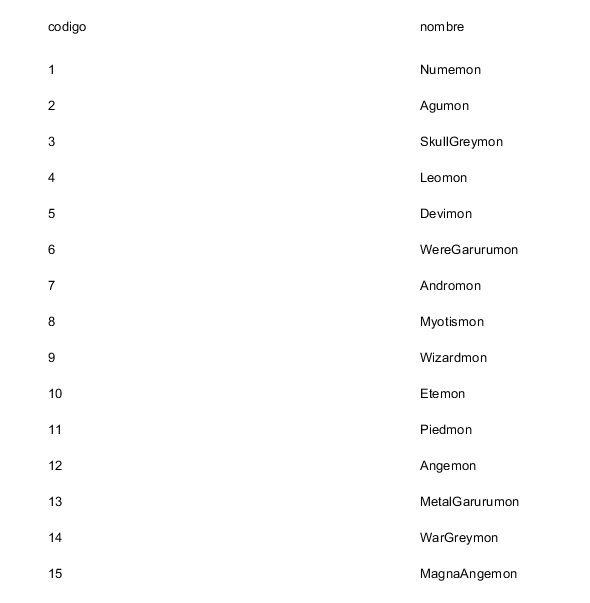 codigo nombre
1 Numemon
2 Agumon
3 SkullGreymon
4 Leomon
5 Devimon
6 WereGarurumon
7 Andromon
8 Myotismon
9 Wizardmon
10 Etemon
11 Piedmon
12 Angemon
13 MetalGarurumon
14 WarGreymon
15 MagnaAngemon